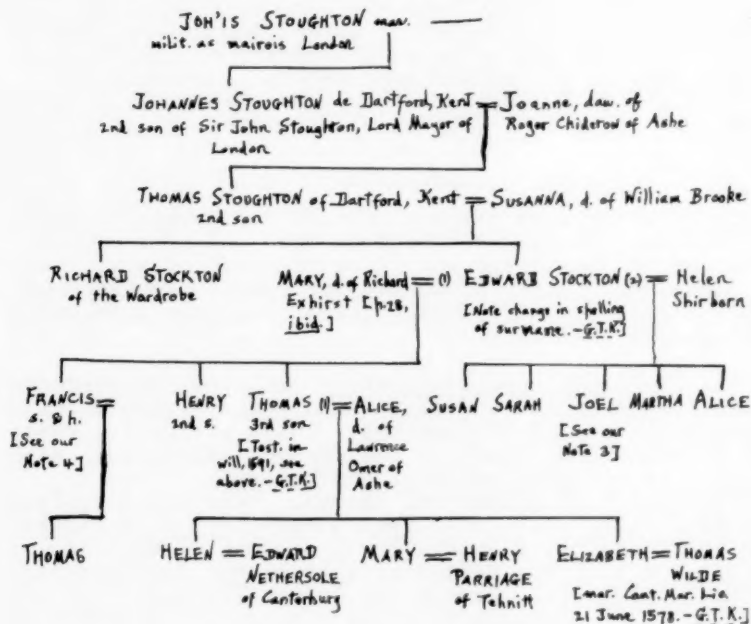 JOH'IS STOUGHTON mar.
milit. as mairois London
JOHANNES STOUGHTON de Dartford, Kent = Joanne, daw. of
2nd son of Sir John Stoughton, Lord Mayor of London
Roger Chiderow of Ashe
THOMAS STOUGHTON of Dartford, Kent = SUSANNA, d. of William Brooke
2nd son
RICHARD STOCKTON
of the Wardrobe
MARY, d. of Richard = (1) EDWARD STOCKTON (2) = Helen
Exhirst [p.28,
ibid.]
[Note change in spelling
of surname. - G.T.K.]
Shirborn
FRANCIS =
s. & h.
[See our
Note 4]
HENRY
2nd s.
THOMAS (1) = ALICE,
3rd son
[Test. in
will, 1591, see
above. - G.T.K.]
d. of
Lawrence
Omer of
Ashe
SUSAN SARAH JOEL MARTHA ALICE
[See our
Note 3]
THOMAS
HELEN = EDWARD
NETHERSOLE
of Canterburg
MARY = HENRY
PARRIAGE
of Tehnitt
ELIZABETH = THOMAS
WILDE
[mar. Cant. Mar. Lic.
21 June 1578. - G.T.K.]